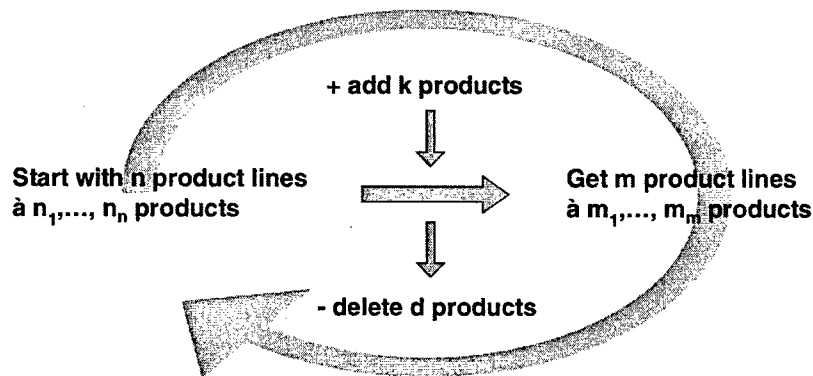 + add k products
Start with n product lines
à n₁,..., nₙ products
Get m product lines
à m₁,..., mₘ products
- delete d products